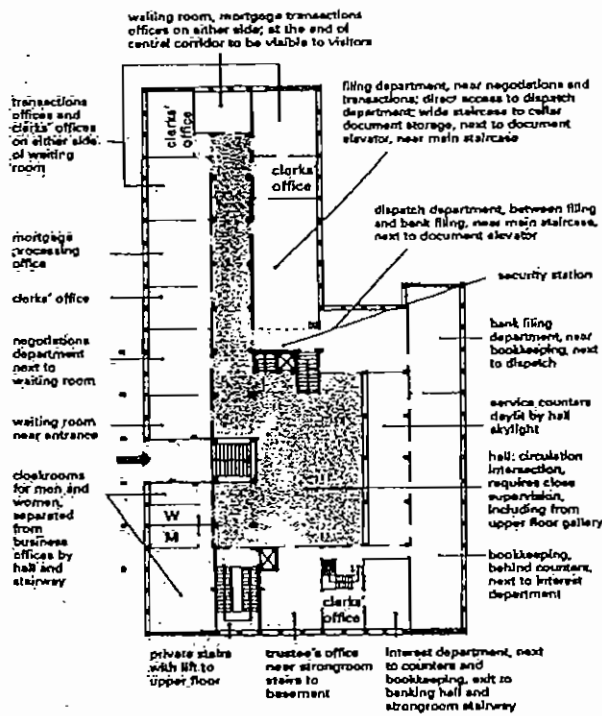 waiting room, mortgage transactions
offices on either side; at the end of
central corridor to be visible to visitors
transactions
offices and
clerks' offices
on either side
of waiting
room
clerks'
office
clerks'
office
filing department, near negotiations and
transactions; direct access to dispatch
department; wide staircase to cellar
document storage, next to document
elevator, near main staircase
dispatch department, between filing
and bank filing, near main staircase,
next to document elevator
security station
mortgage
processing
office
clerks' office
negotiations
department
next to
waiting room
waiting room
near entrance
cloakrooms
for men and
women,
separated
from
business
offices by
hall and
stairway
W
M
bank filing
department, near
bookkeeping, next
to dispatch
service counters
daylit by hall
skylight
hall: circulation
intersection,
requires close
supervision,
including from
upper floor gallery
bookkeeping,
behind counters,
next to interest
department
clerks'
office
private stairs
with lift to
upper floor
trustee's office
near strongroom
stairs to
basement
interest department, next
to counters and
bookkeeping, exit to
banking hall and
strongroom stairway